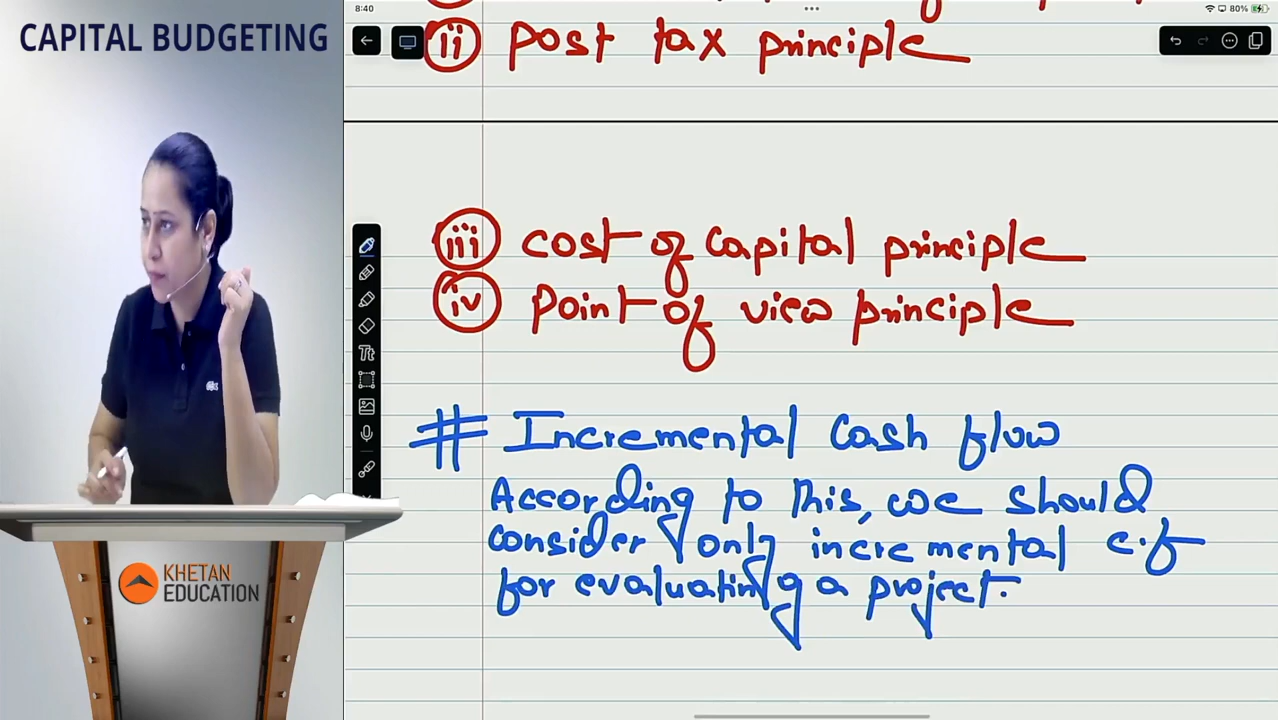 8:40
80%
CAPITAL BUDGETING
ii post tax principle
iii cost of capital principle
iv point of view principle
Tt
# Incremental Cash flow
According to this, we should
consider only incremental c.f
for evaluating a project.
KHETAN
EDUCATION